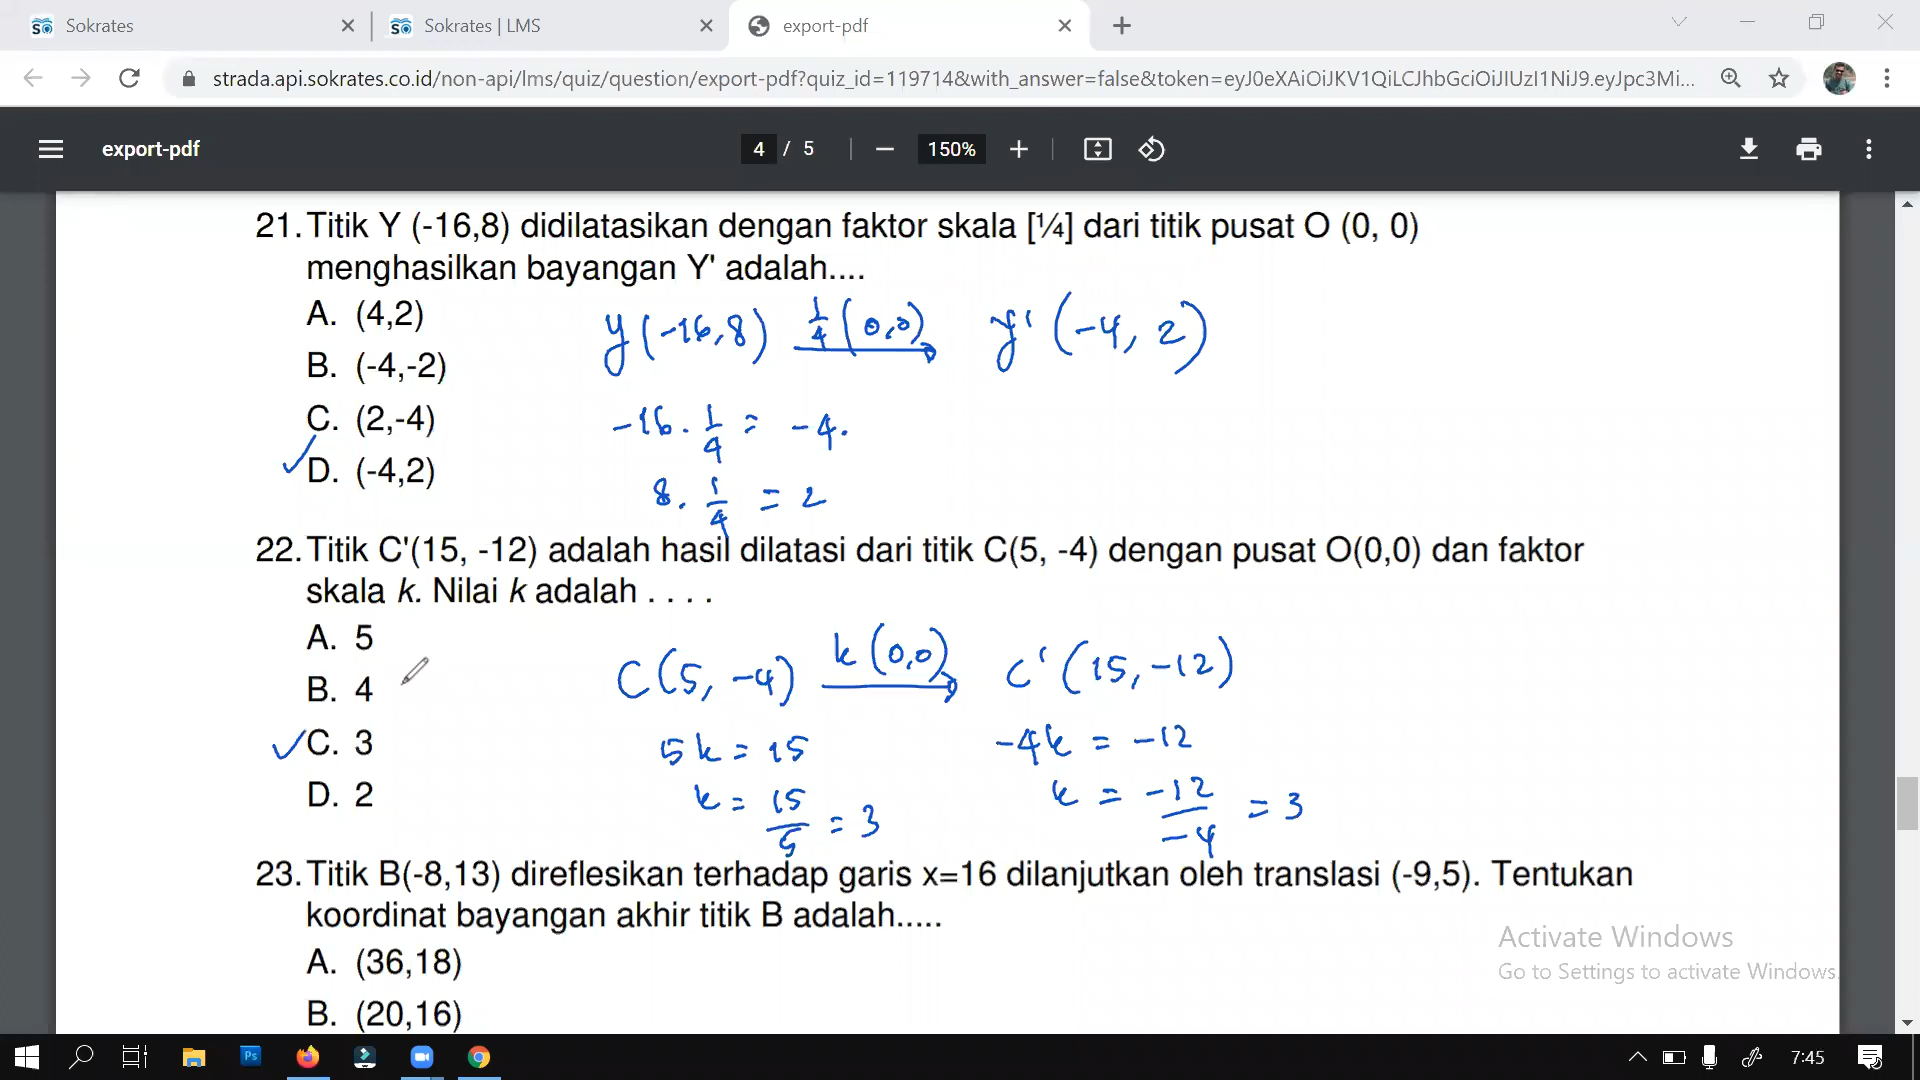 Sokrates
Sokrates | LMS
export-pdf
strada.api.sokrates.co.id/non-api/lms/quiz/question/export-pdf?quiz_id=119714&with_answer=false&token=eyJ0eXAiOiJKV1QiLCJhbGciOiJIUzI1NiJ9.eyJpc3Mi...
export-pdf
4 / 5
150%
21. Titik Y (-16,8) didilatasikan dengan faktor skala [¼] dari titik pusat O (0, 0)
menghasilkan bayangan Y' adalah....
A. (4,2)
y(-16,8) 1/4 (0,0) y' (-4, 2)
B. (-4,-2)
C. (2,-4)
-16 . 1/4 = -4.
D. (-4,2)
8 . 1/4 = 2
22. Titik C'(15, -12) adalah hasil dilatasi dari titik C(5, -4) dengan pusat O(0,0) dan faktor
skala k. Nilai k adalah . . . .
A. 5
C(5, -4) k(0,0) C' (15, -12)
B. 4
C. 3
5k = 15 -4k = -12
D. 2
k = 15/5 = 3 k = -12/-4 = 3
23. Titik B(-8,13) direflesikan terhadap garis x=16 dilanjutkan oleh translasi (-9,5). Tentukan
koordinat bayangan akhir titik B adalah.....
A. (36,18)
B. (20,16)
Activate Windows
Go to Settings to activate Windows.
Ps
7:45